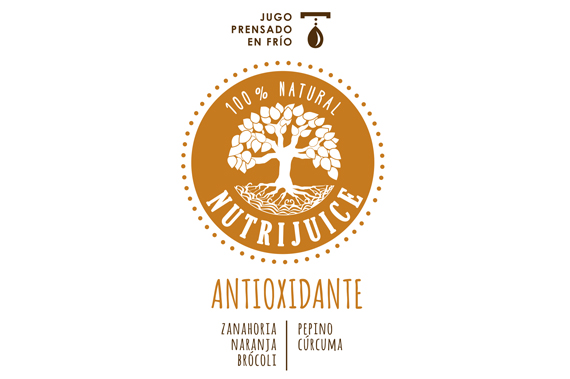 JUGO
PRENSADO
EN FRÍO
100% NATURAL
NUTRIJUICE
ANTIOXIDANTE
ZANAHORIA
NARANJA
BRÓCOLI
PEPINO
CÚRCUMA